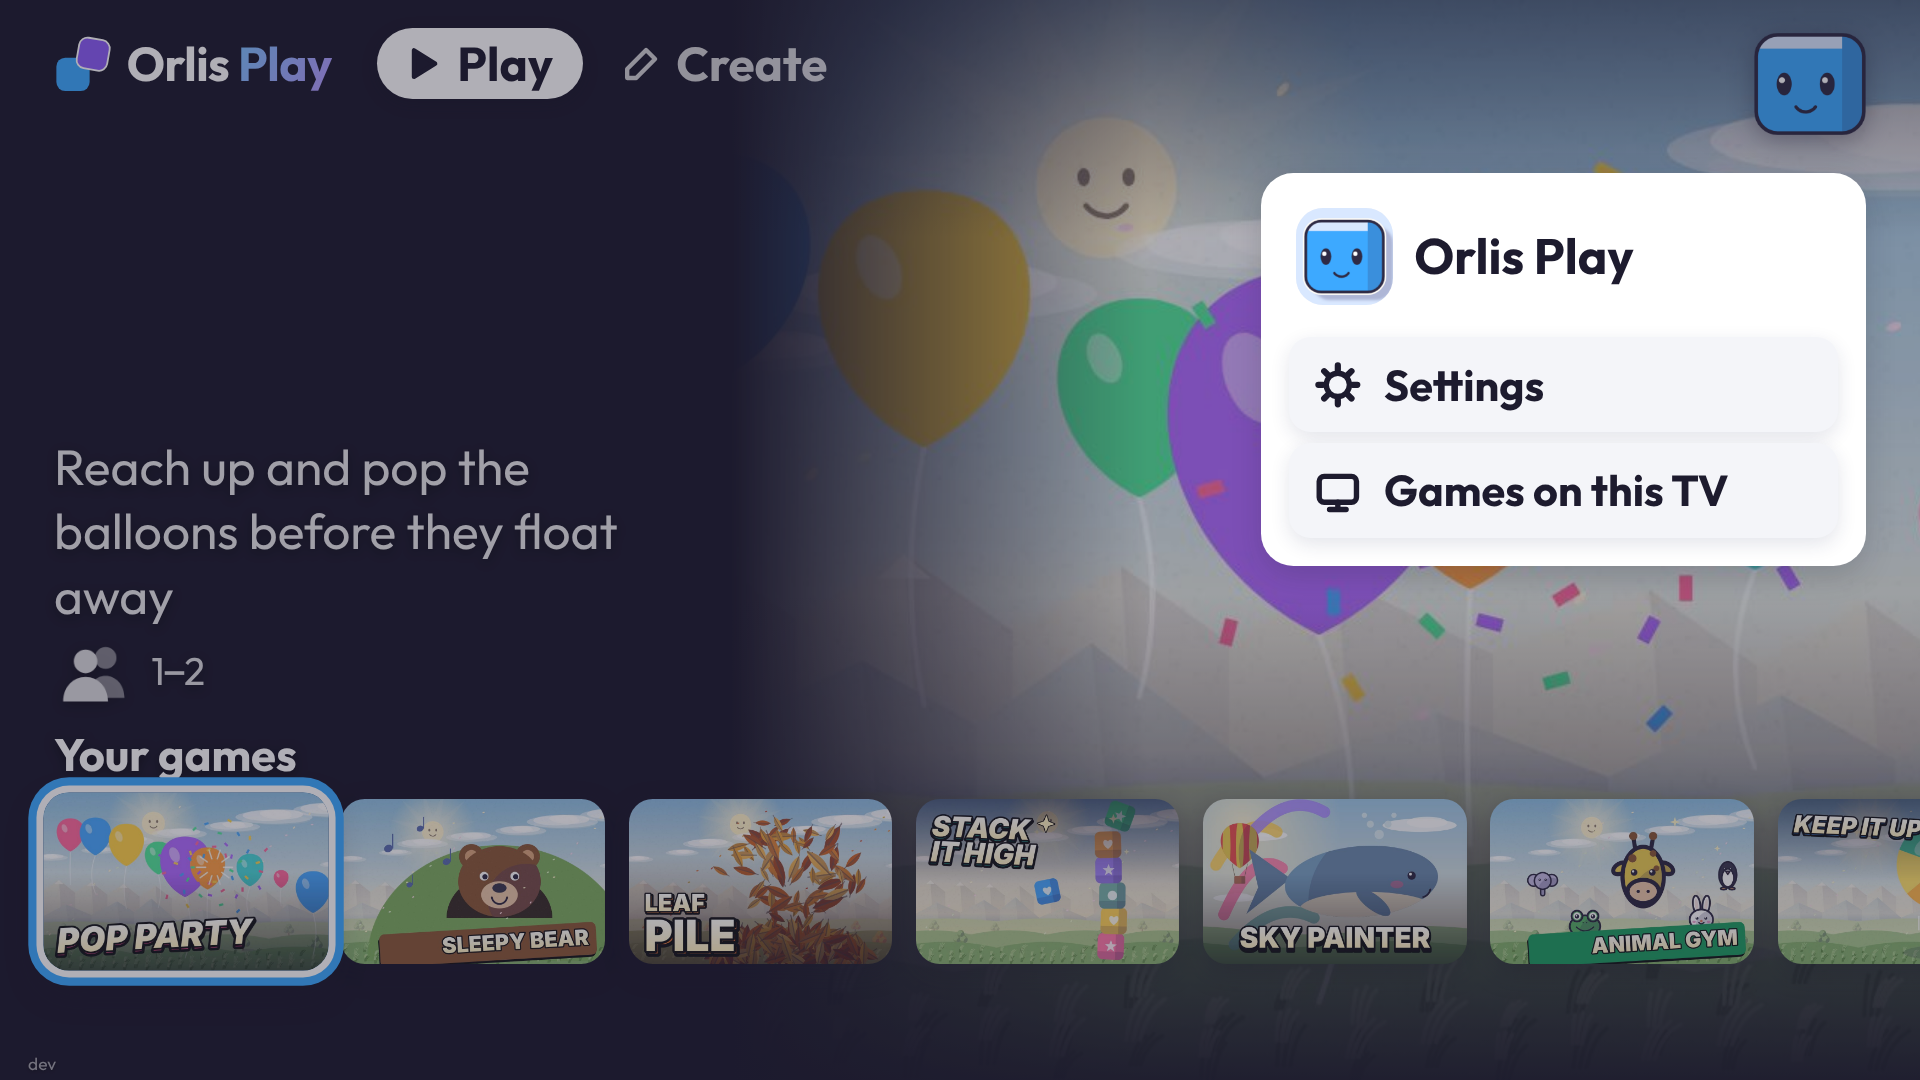 Orlis Play
Play
Create
Orlis Play
Settings
Games on this TV
Reach up and pop the
balloons before they float
away
1–2
Your games
POP PARTY
SLEEPY BEAR
LEAF
PILE
STACK
IT HIGH
SKY PAINTER
ANIMAL GYM
KEEP IT UP
dev